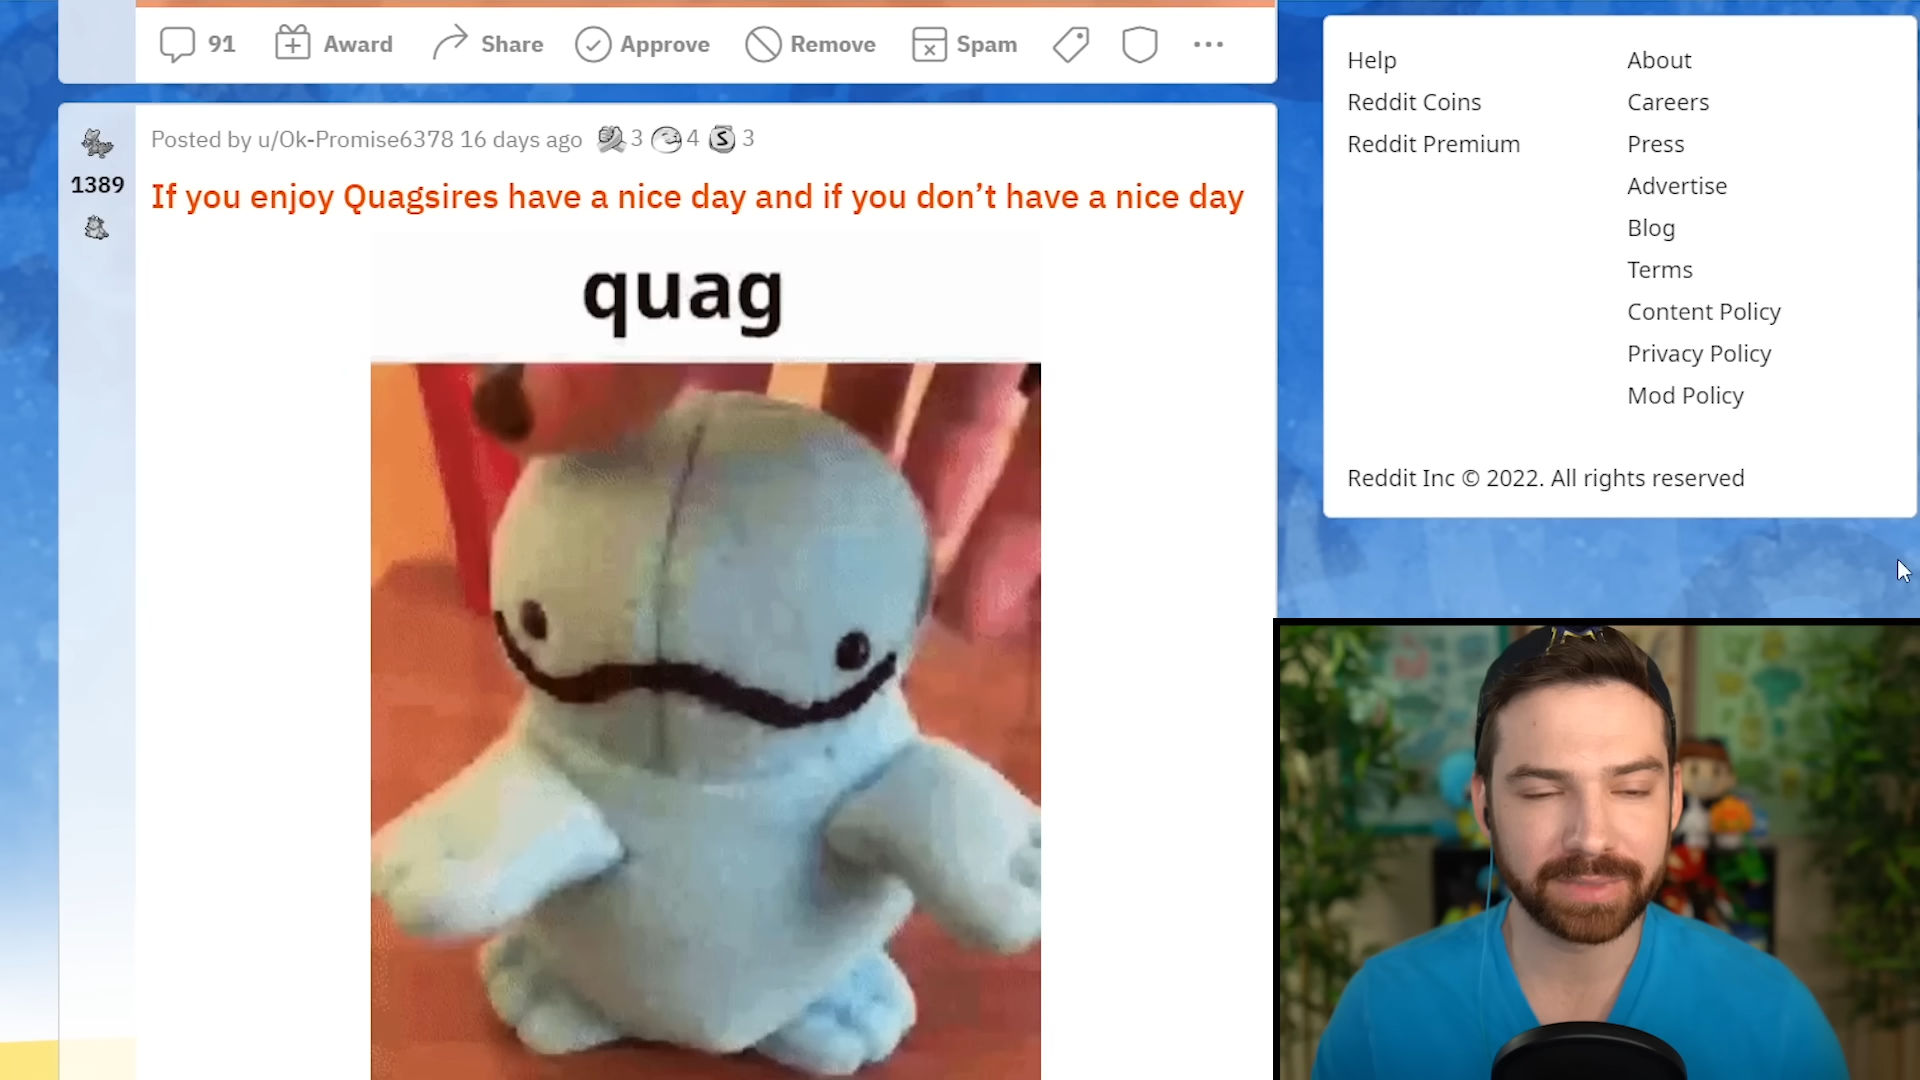 91 Award Share Approve Remove Spam
Posted by u/Ok-Promise6378 16 days ago 3 4 S 3
1389
If you enjoy Quagsires have a nice day and if you don’t have a nice day
quag
Help
Reddit Coins
Reddit Premium
About
Careers
Press
Advertise
Blog
Terms
Content Policy
Privacy Policy
Mod Policy
Reddit Inc © 2022. All rights reserved